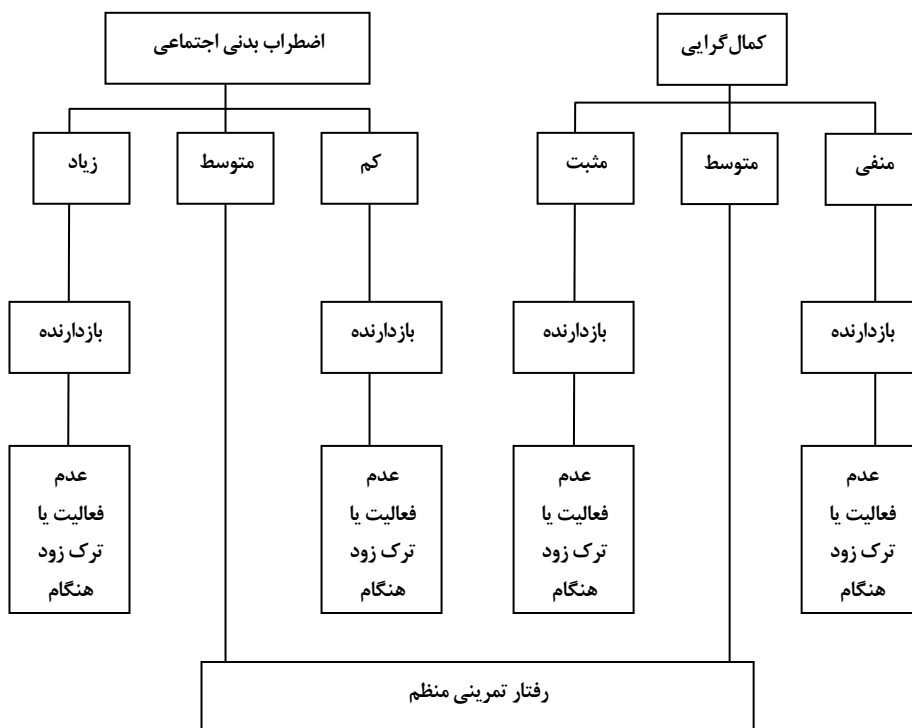 کمال‌گرایی
اضطراب بدنی اجتماعی
منفی
متوسط
مثبت
کم
متوسط
زیاد
بازدارنده
بازدارنده
بازدارنده
بازدارنده
عدم
فعالیت یا
ترک زود
هنگام
عدم
فعالیت یا
ترک زود
هنگام
عدم
فعالیت یا
ترک زود
هنگام
عدم
فعالیت یا
ترک زود
هنگام
رفتار تمرینی منظم